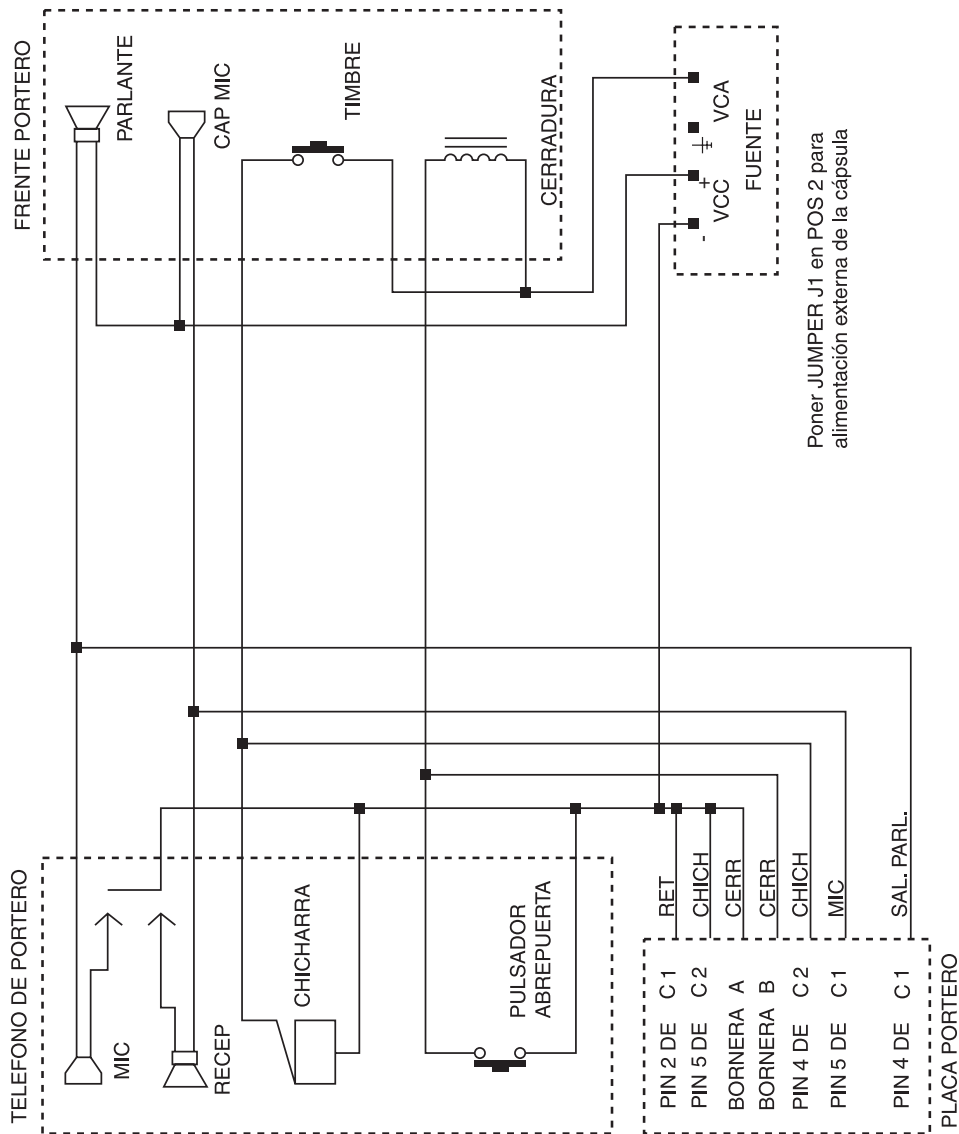 FRENTE PORTERO
PARLANTE
CAP MIC
TIMBRE
CERRADURA
- +
VCC
VCA
FUENTE
Poner JUMPER J1 en POS 2 para
alimentación externa de la cápsula
TELEFONO DE PORTERO
MIC
RECEP
CHICHARRA
PULSADOR
ABREPUERTA
PIN 2 DE C 1 RET
PIN 5 DE C 2 CHICH
BORNERA A CERR
BORNERA B CERR
PIN 4 DE C 2 CHICH
PIN 5 DE C 1 MIC
PIN 4 DE C 1 SAL. PARL.
PLACA PORTERO